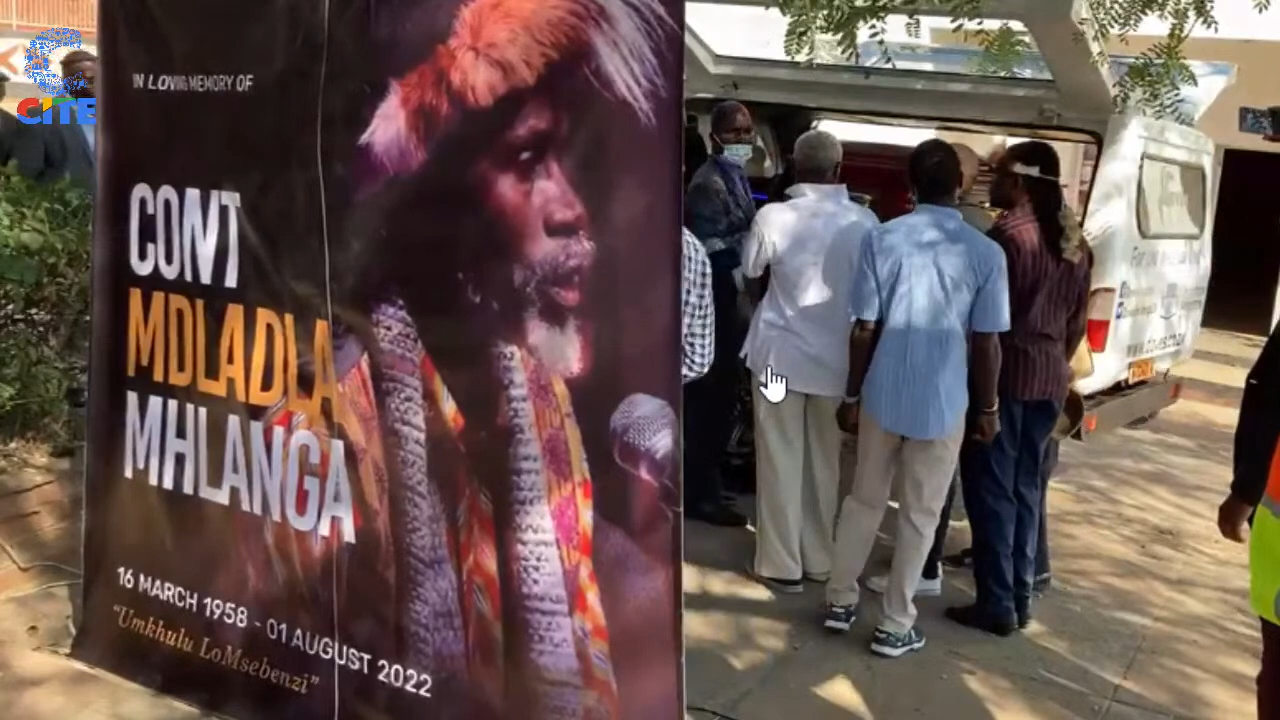 CITE
IN LOVING MEMORY OF
CONT
MDLADLA
MHLANGA
16 MARCH 1958 - 01 AUGUST 2022
"Umkhulu LoMsebenzi"